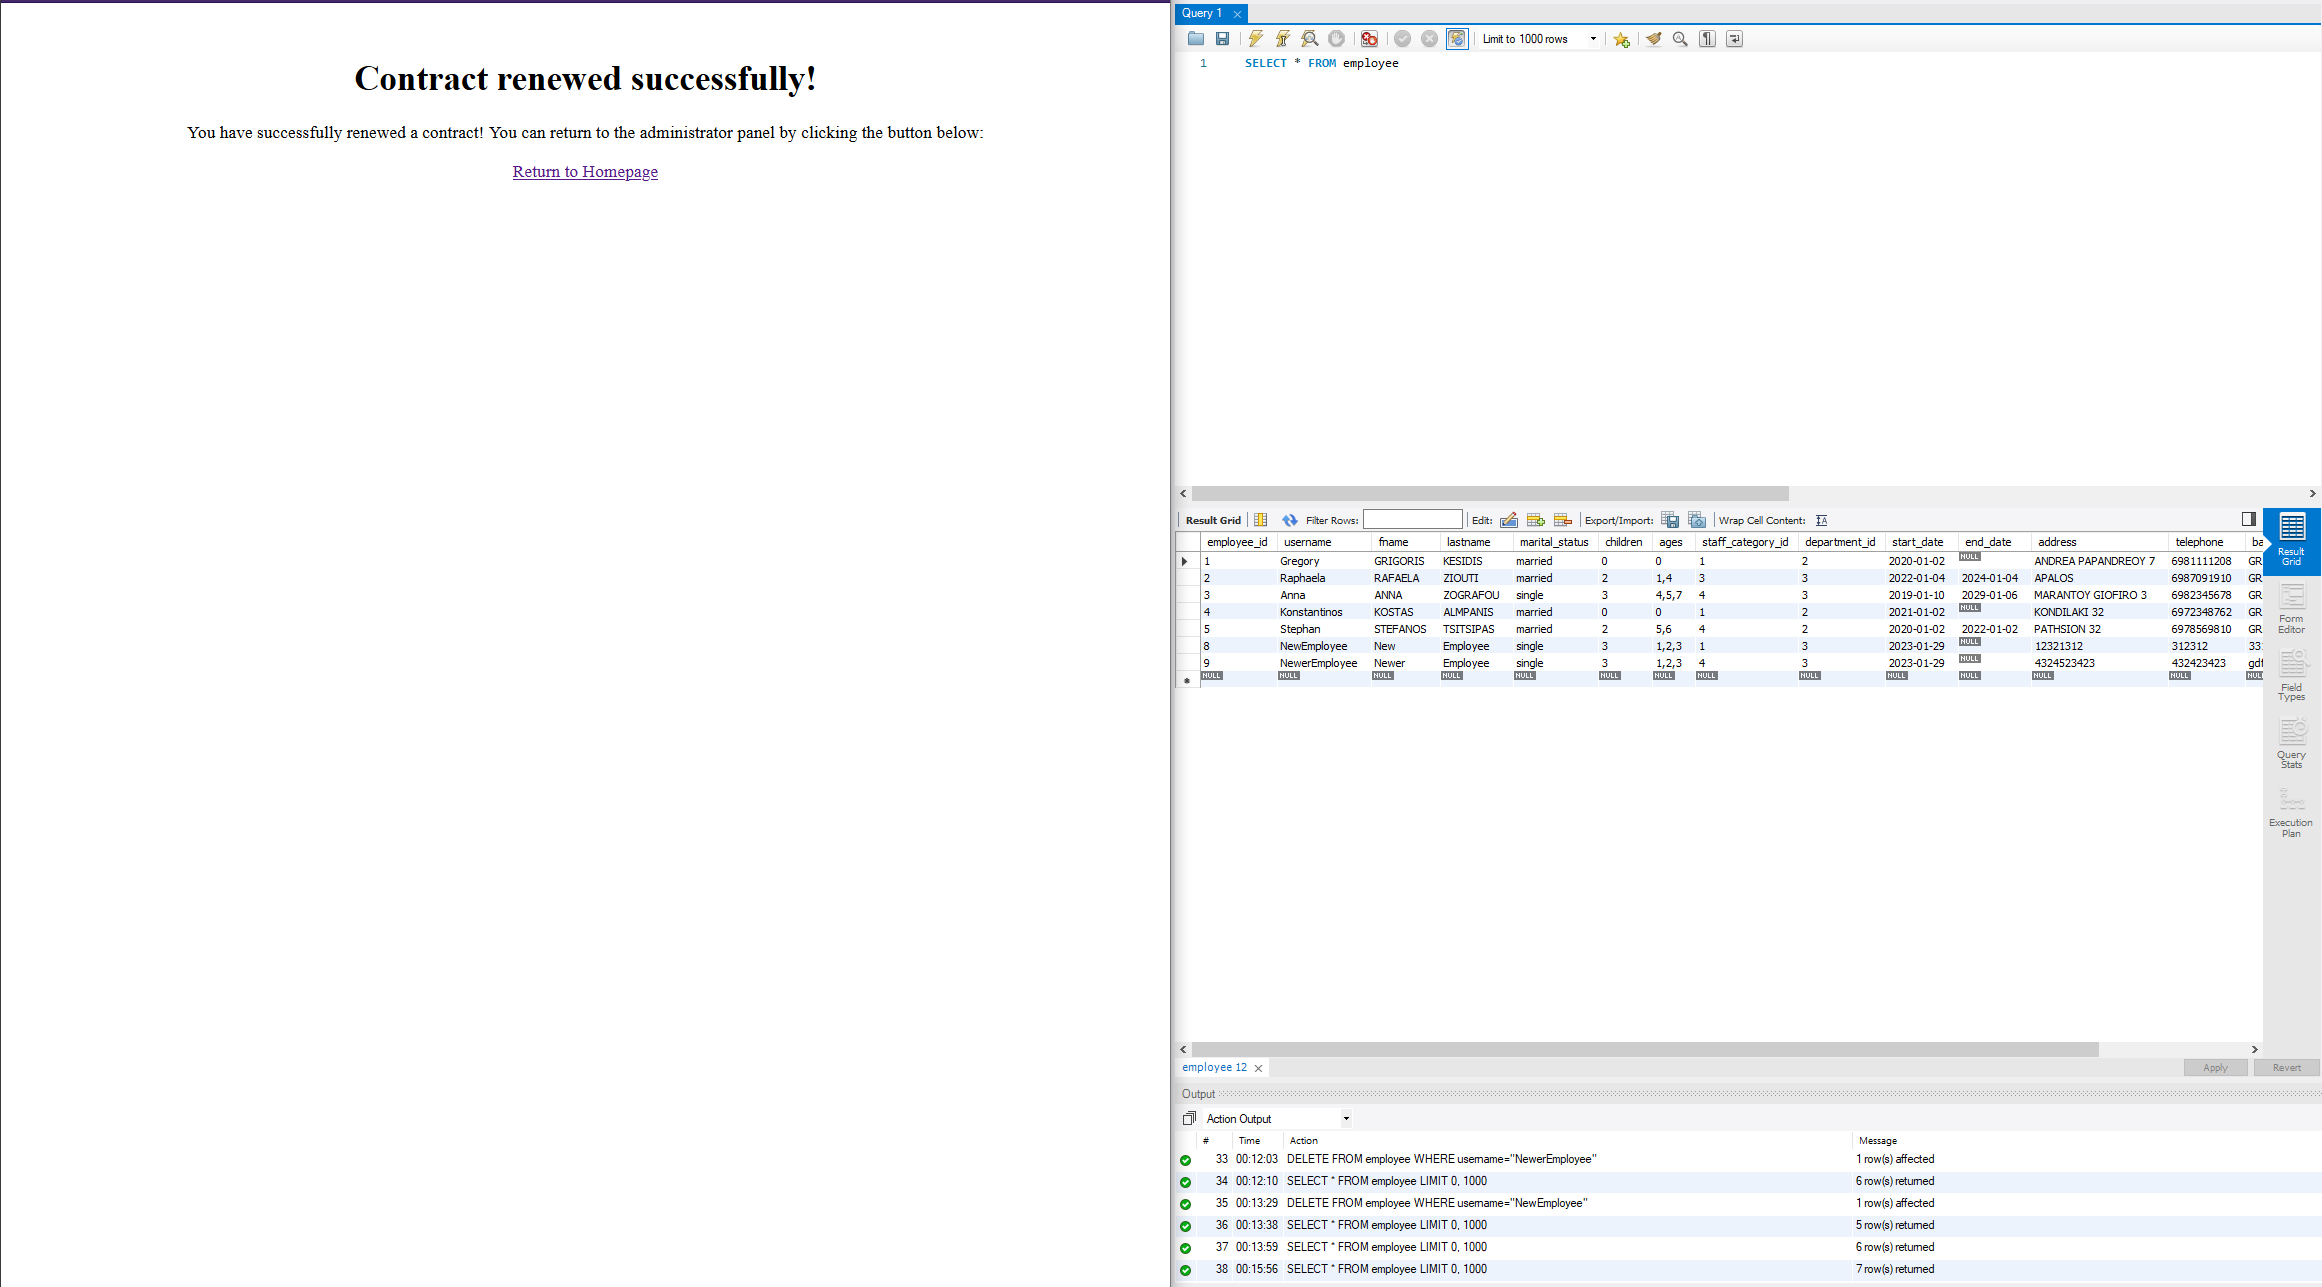 Contract renewed successfully!
You have successfully renewed a contract! You can return to the administrator panel by clicking the button below:
Return to Homepage
Query 1
Limit to 1000 rows
1 SELECT * FROM employee
Result Grid Filter Rows: Edit: Export/Import: Wrap Cell Content:
employee_id username fname lastname marital_status children ages staff_category_id department_id start_date end_date address telephone ba
1 Gregory GRIGORIS KESIDIS married 0 0 1 2 2020-01-02 NULL ANDREA PAPANDREOY 7 6981111208 GR
2 Raphaela RAFAELA ZIOUTI married 2 1,4 3 3 2022-01-04 2024-01-04 APALOS 6987091910 GR
3 Anna ANNA ZOGRAFOU single 3 4,5,7 4 3 2019-01-10 2029-01-06 MARANTOY GIOFIRO 3 6982345678 GR
4 Konstantinos KOSTAS ALMPANIS married 0 0 1 2 2021-01-02 NULL KONDILAKI 32 6972348762 GR
5 Stephan STEFANOS TSITSIPAS married 2 5,6 4 2 2020-01-02 2022-01-02 PATHSION 32 6978569810 GR
8 NewEmployee New Employee single 3 1,2,3 1 3 2023-01-29 NULL 12321312 312312 33
9 NewerEmployee Newer Employee single 3 1,2,3 4 3 2023-01-29 NULL 4324523423 432423423 gdf
NULL NULL NULL NULL NULL NULL NULL NULL NULL NULL NULL NULL NULL NULL
Result
Grid
Form
Editor
Field
Types
Query
Stats
Execution
Plan
employee 12
Apply Revert
Output
Action Output
# Time Action Message
33 00:12:03 DELETE FROM employee WHERE username="NewerEmployee" 1 row(s) affected
34 00:12:10 SELECT * FROM employee LIMIT 0, 1000 6 row(s) returned
35 00:13:29 DELETE FROM employee WHERE username="NewEmployee" 1 row(s) affected
36 00:13:38 SELECT * FROM employee LIMIT 0, 1000 5 row(s) returned
37 00:13:59 SELECT * FROM employee LIMIT 0, 1000 6 row(s) returned
38 00:15:56 SELECT * FROM employee LIMIT 0, 1000 7 row(s) returned